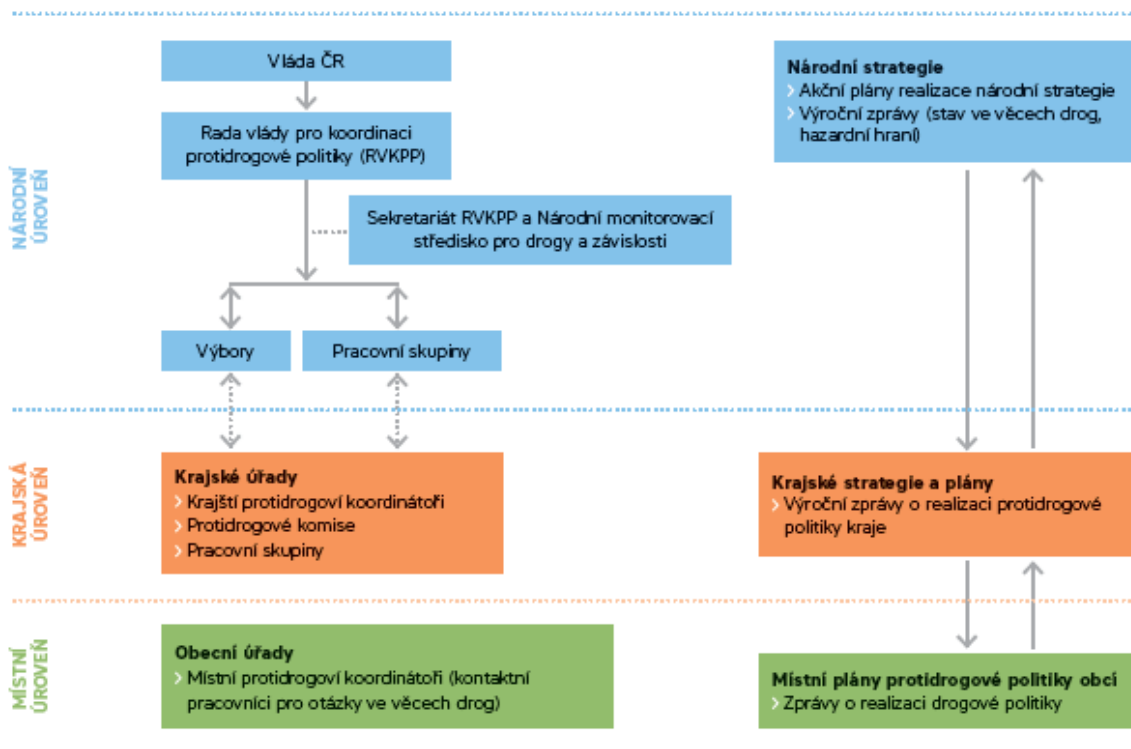 NÁRODNÍ
ÚROVEŇ
Vláda ČR
Rada vlády pro koordinaci
protidrogové politiky (RVKPP)
Sekretariát RVKPP a Národní monitorovací
středisko pro drogy a závislosti
Výbory
Pracovní skupiny
Národní strategie
› Akční plány realizace národní strategie
› Výroční zprávy (stav ve věcech drog,
hazardní hraní)
KRAJSKÁ
ÚROVEŇ
Krajské úřady
› Krajští protidrogoví koordinátoři
› Protidrogové komise
› Pracovní skupiny
Krajské strategie a plány
› Výroční zprávy o realizaci protidrogové
politiky kraje
MÍSTNÍ
ÚROVEŇ
Obecní úřady
› Místní protidrogoví koordinátoři (kontaktní
pracovníci pro otázky ve věcech drog)
Místní plány protidrogové politiky obcí
› Zprávy o realizaci drogové politiky